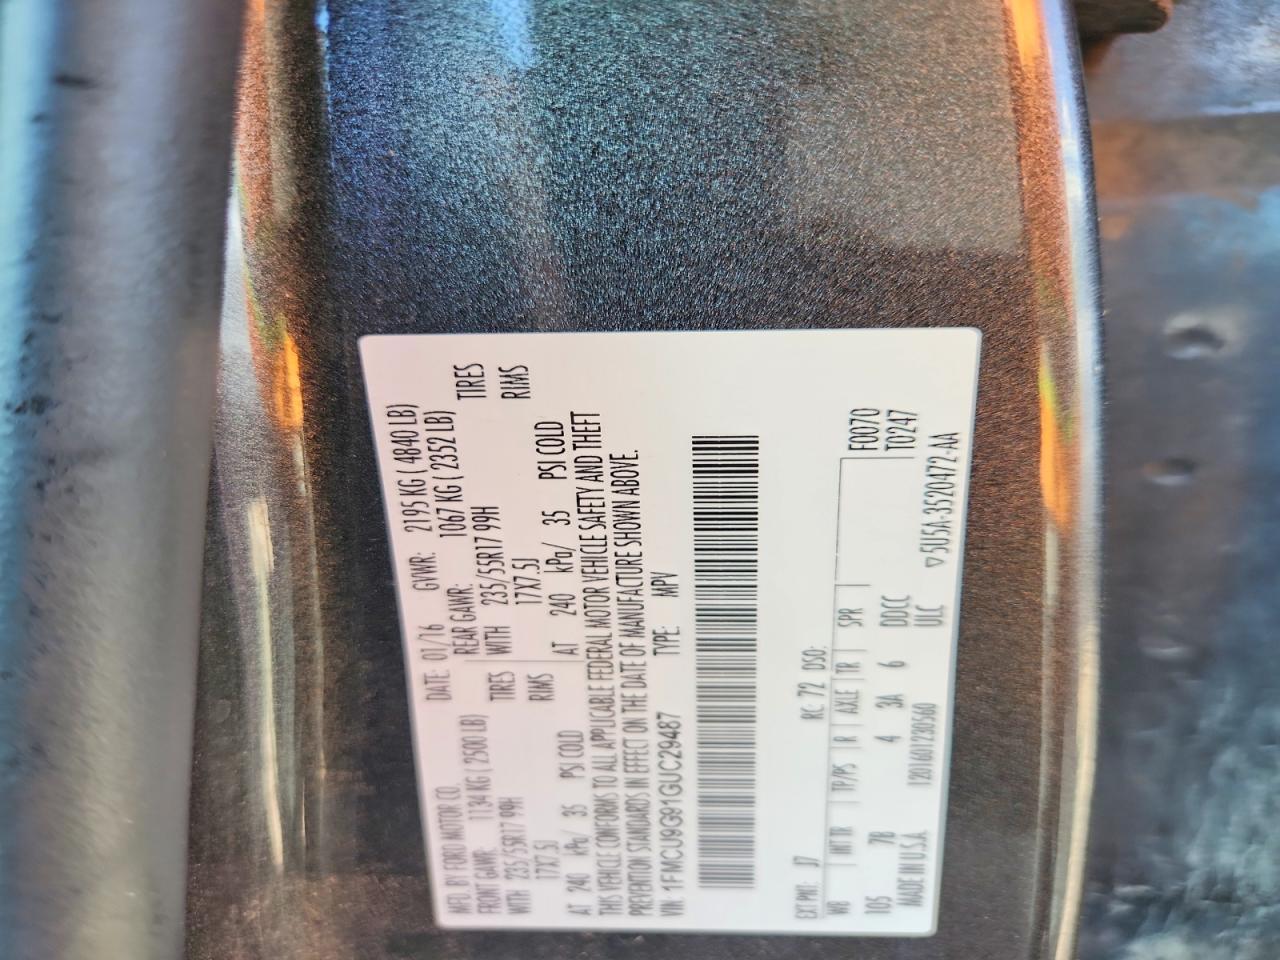 MFD. BY FORD MOTOR CO.
DATE: 01/16 GVWR: 2195 KG ( 4840 LB)
FRONT GAWR: 1134 KG ( 2500 LB) REAR GAWR: 1067 KG ( 2352 LB)
WITH 235/55R17 99H TIRES WITH 235/55R17 99H TIRES
17X7.5J RIMS 17X7.5J RIMS
AT 240 kPa/ 35 PSI COLD AT 240 kPa/ 35 PSI COLD
THIS VEHICLE CONFORMS TO ALL APPLICABLE FEDERAL MOTOR VEHICLE SAFETY AND THEFT
PREVENTION STANDARDS IN EFFECT ON THE DATE OF MANUFACTURE SHOWN ABOVE.
VIN: 1FMCU9G91GUC29487 TYPE: MPV
EXT PNT: J7 RC: 72 DSO:
WB INT TR TP/PS R AXLE TR SPR F0070
105 7B 4 3A 6 DDCC T0247
ULC
MADE IN U.S.A. 120160123D560
▽5U5A-3520472-AA